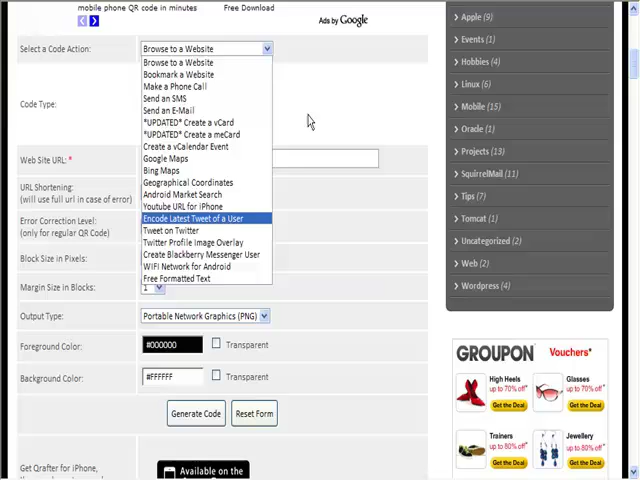 mobile phone QR code in minutes
Free Download
Ads by Google
Select a Code Action:
Browse to a Website
Browse to a Website
Bookmark a Website
Make a Phone Call
Send an SMS
Send an E-Mail
*UPDATED* Create a vCard
*UPDATED* Create a meCard
Create a vCalendar Event
Google Maps
Bing Maps
Geographical Coordinates
Android Market Search
Youtube URL for iPhone
Encode Latest Tweet of a User
Tweet on Twitter
Twitter Profile Image Overlay
Create Blackberry Messenger User
WIFI Network for Android
Free Formatted Text
Code Type:
Web Site URL: *
URL Shortening:
(will use full url in case of error)
Error Correction Level:
(only for regular QR Code)
Block Size in Pixels:
Margin Size in Blocks:
1
Output Type:
Portable Network Graphics (PNG)
Foreground Color:
#000000
Transparent
Background Color:
#FFFFFF
Transparent
Generate Code
Reset Form
Get Qrafter for iPhone,
Available on the
Apple (9)
Events (1)
Hobbies (4)
Linux (6)
Mobile (15)
Oracle (1)
Projects (13)
SquirrelMail (11)
Tips (7)
Tomcat (1)
Uncategorized (2)
Web (2)
Wordpress (4)
GROUPON Vouchers*
High Heels
up to 70% off*
Get the Deal
Glasses
up to 70% off*
Get the Deal
Trainers
up to 80% off*
Get the Deal
Jewellery
up to 80% off*
Get the Deal